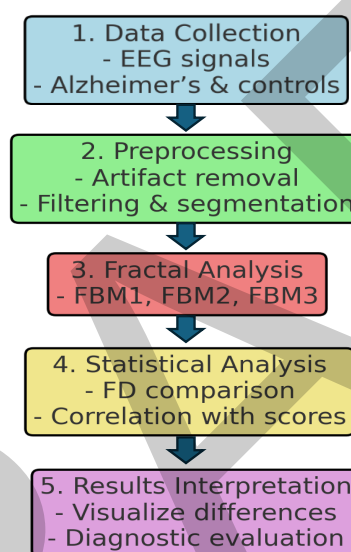 1. Data Collection
- EEG signals
- Alzheimer’s & controls
2. Preprocessing
- Artifact removal
- Filtering & segmentation
3. Fractal Analysis
- FBM1, FBM2, FBM3
4. Statistical Analysis
- FD comparison
- Correlation with scores
5. Results Interpretation
- Visualize differences
- Diagnostic evaluation